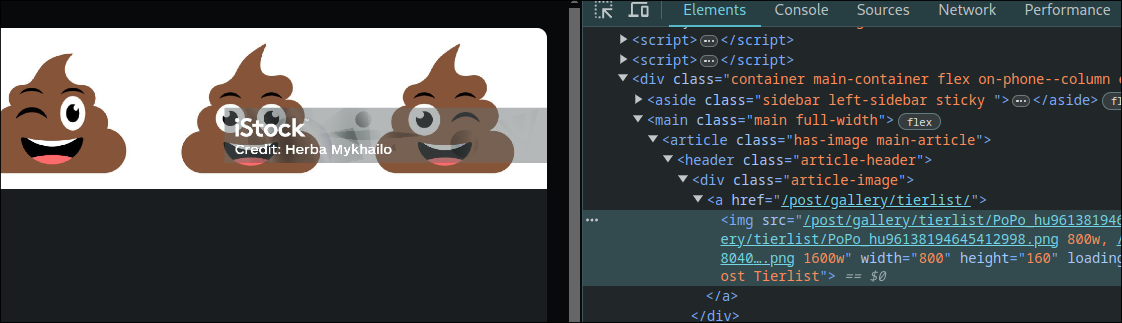 iStock
Credit: Herba Mykhailo
Elements Console Sources Network Performance
<script>…</script>
<script>…</script>
<div class="container main-container flex on-phone--column
<aside class="sidebar left-sidebar sticky ">…</aside>
<main class="main full-width"> flex
<article class="has-image main-article">
<header class="article-header">
<div class="article-image">
<a href="/post/gallery/tierlist/">
<img src="/post/gallery/tierlist/PoPo_hu961381946
ery/tierlist/PoPo_hu96138194645412998.png 800w,
8040….png 1600w" width="800" height="160" loading
ost Tierlist"> == $0
</a>
</div>